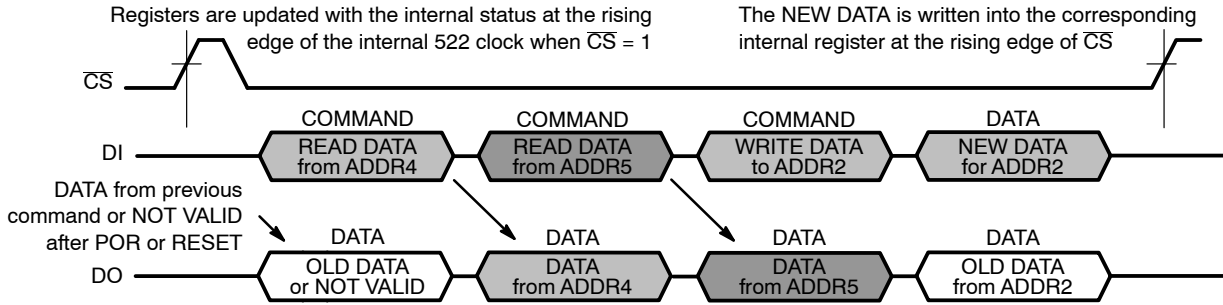 Registers are updated with the internal status at the rising
edge of the internal 522 clock when CS = 1
The NEW DATA is written into the corresponding
internal register at the rising edge of CS
CS
COMMAND
COMMAND
COMMAND
DATA
DI
READ DATA
from ADDR4
READ DATA
from ADDR5
WRITE DATA
to ADDR2
NEW DATA
for ADDR2
DATA from previous
command or NOT VALID
after POR or RESET
DATA
DATA
DATA
DATA
DO
OLD DATA
or NOT VALID
DATA
from ADDR4
DATA
from ADDR5
OLD DATA
from ADDR2